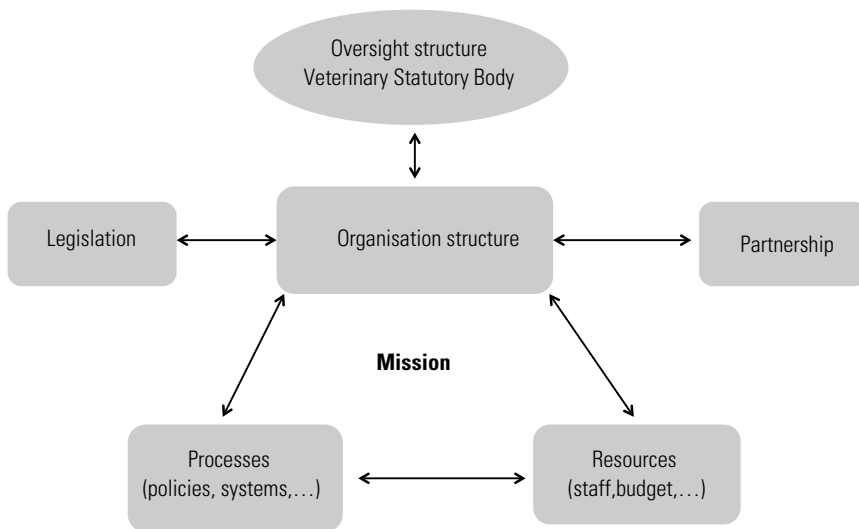 Oversight structure
Veterinary Statutory Body
Legislation
Organisation structure
Partnership
Mission
Processes
(policies, systems,...)
Resources
(staff,budget,...)